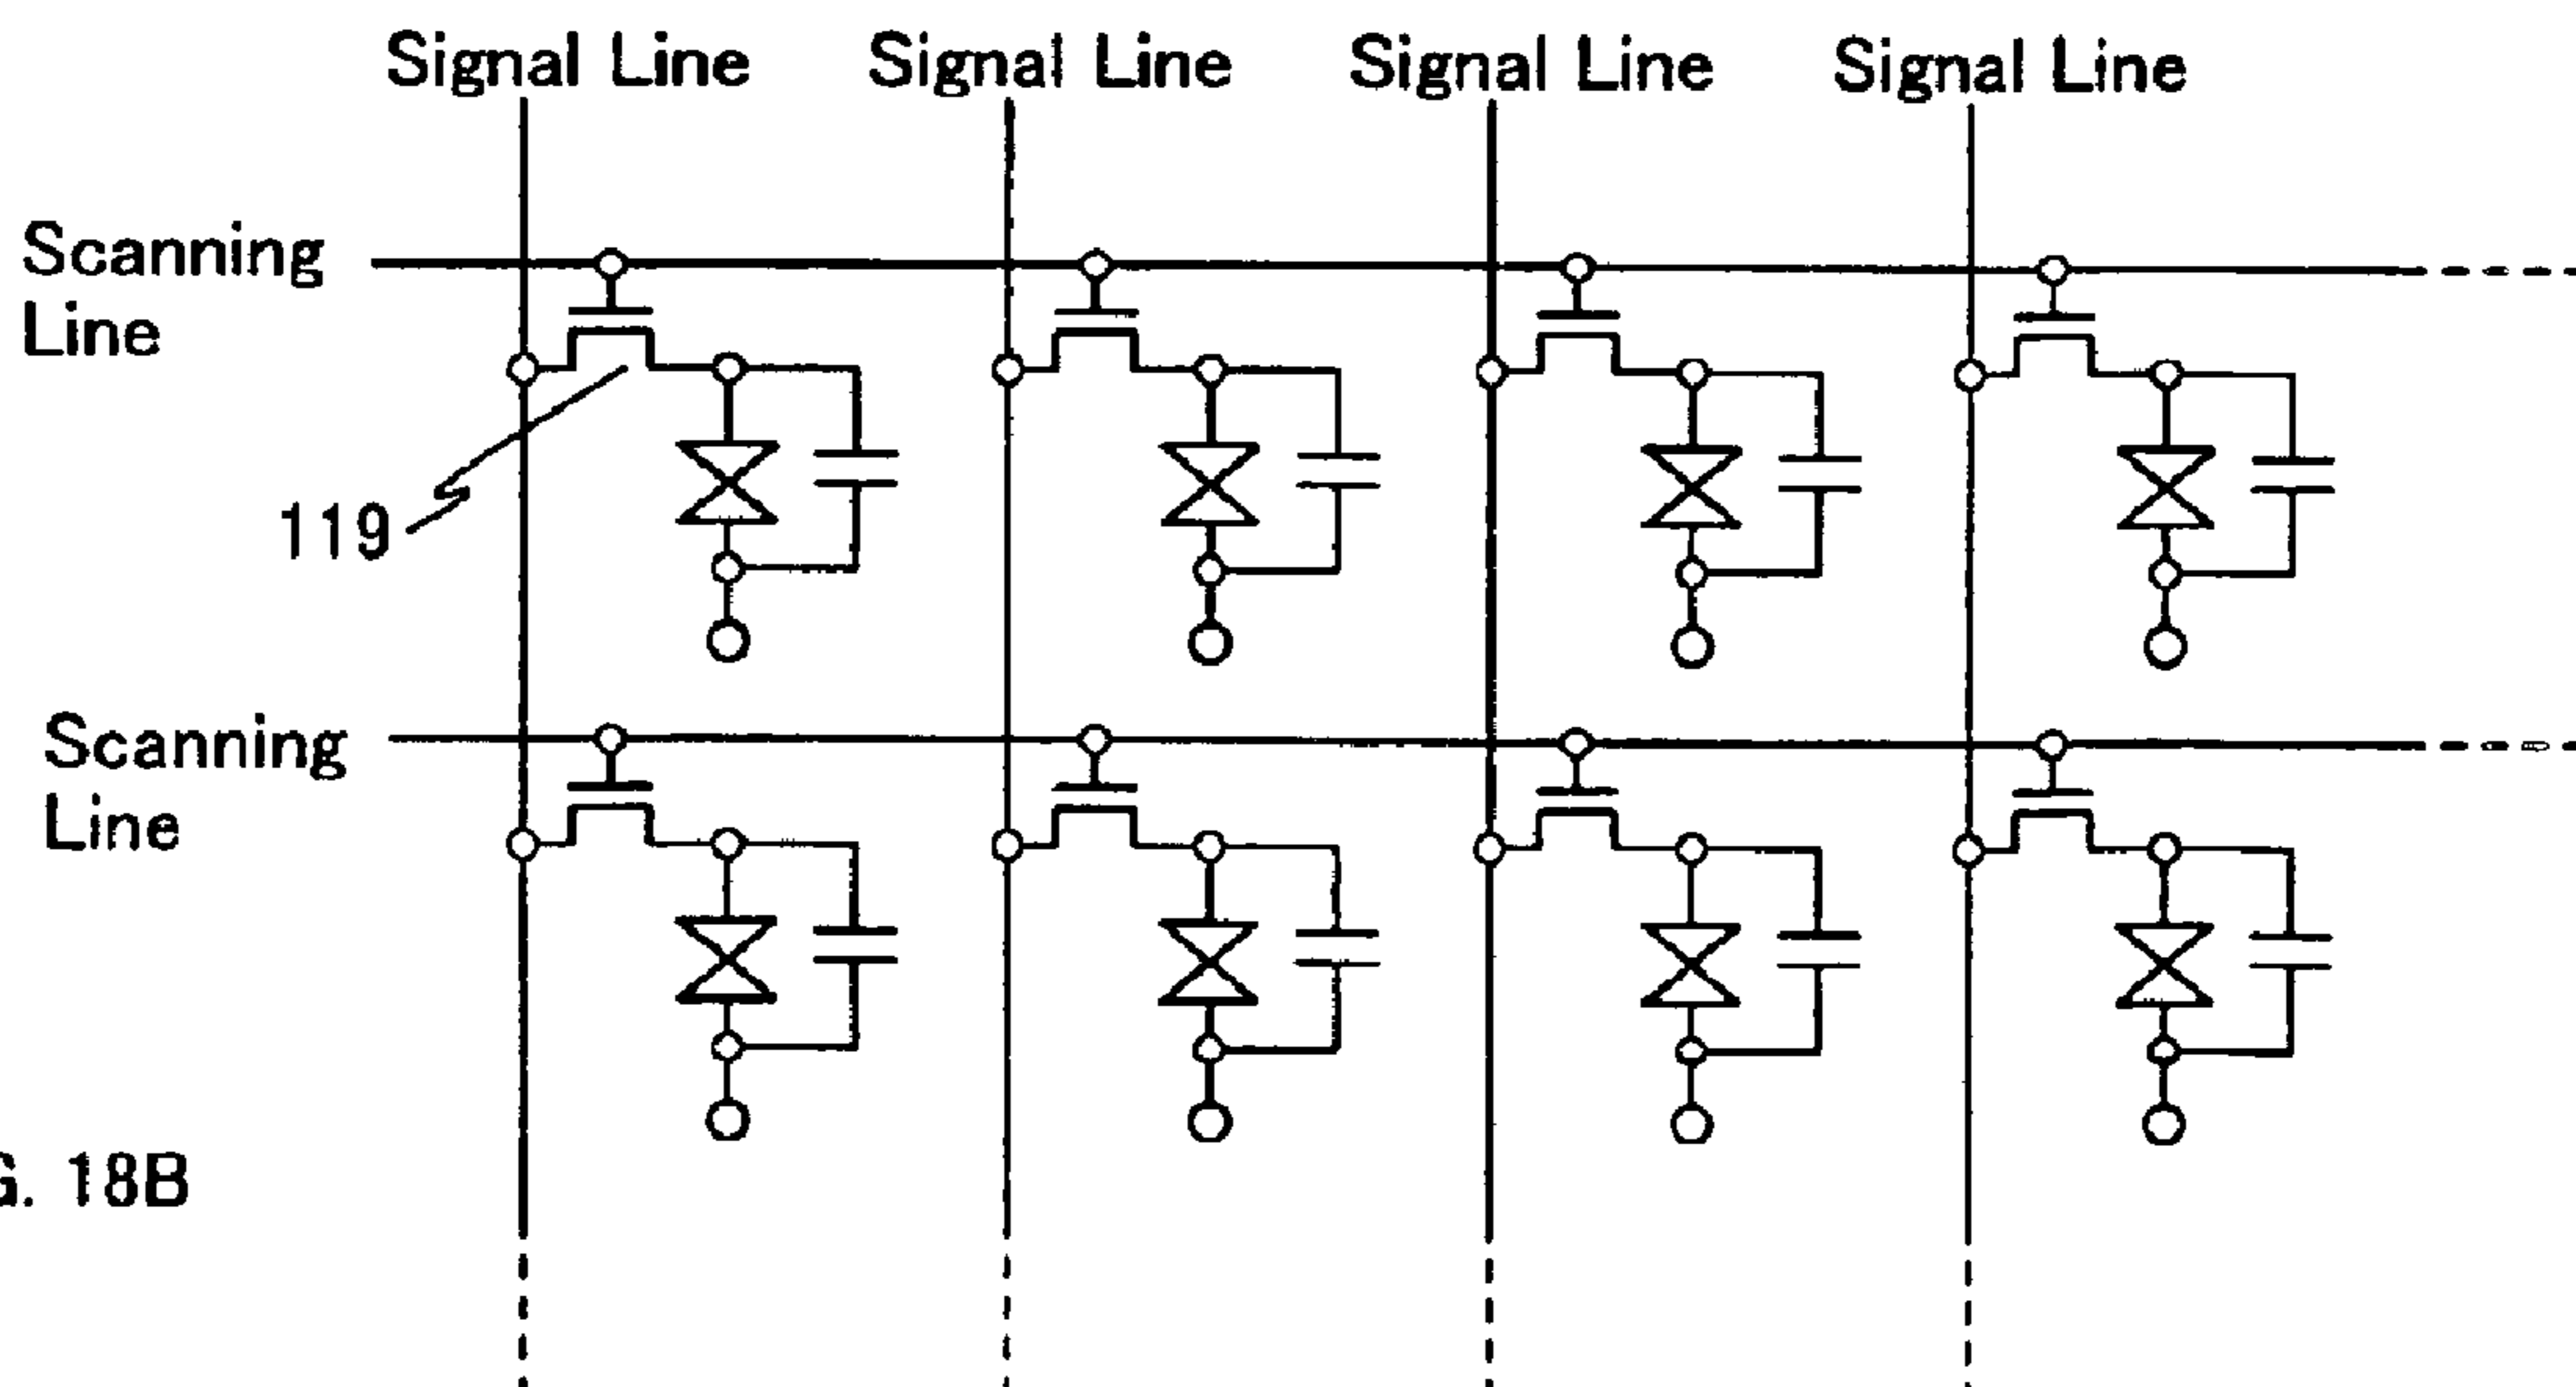 Signal Line Signal Line Signal Line Signal Line
Scanning
Line
119
Scanning
Line
G. 18B